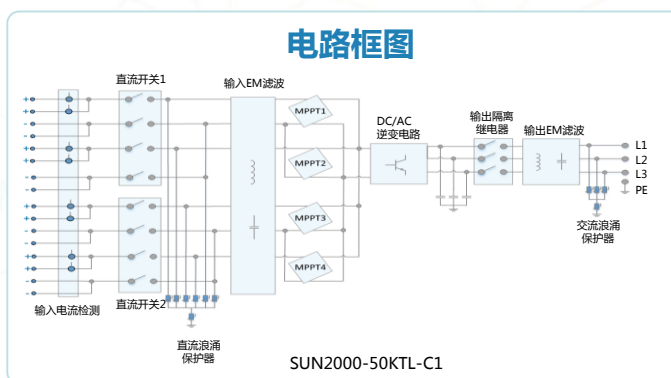 电路框图
直流开关1
输入EM滤波
MPPT1
MPPT2
MPPT3
MPPT4
DC/AC
逆变电路
输出隔离
继电器
输出EM滤波
L1
L2
L3
PE
交流浪涌
保护器
输入电流检测
直流开关2
直流浪涌
保护器
SUN2000-50KTL-C1